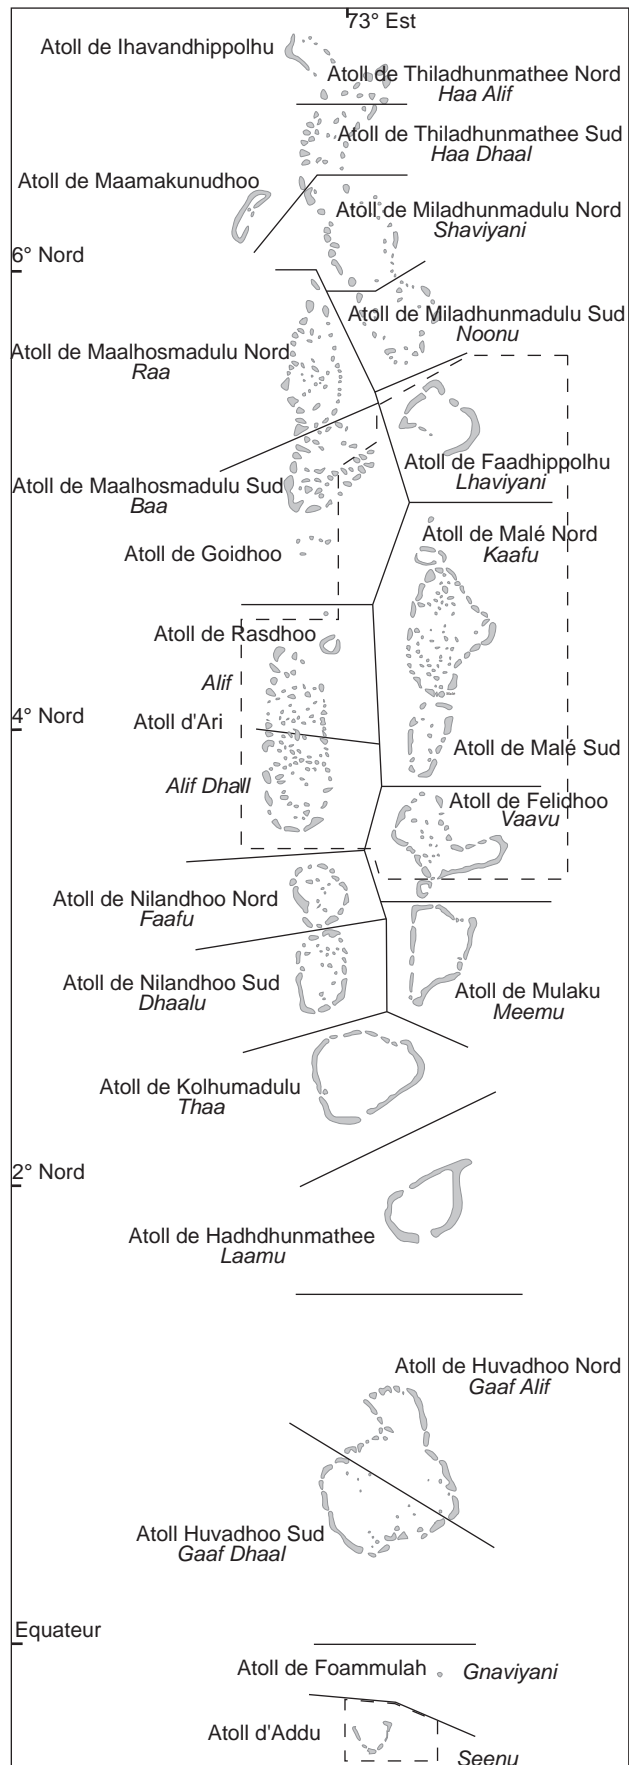 73° Est
Atoll de Ihavandhippolhu
Atoll de Thiladhunmathee Nord
Haa Alif
Atoll de Thiladhunmathee Sud
Haa Dhaal
Atoll de Maamakunudhoo
Atoll de Miladhunmadulu Nord
Shaviyani
6° Nord
Atoll de Miladhunmadulu Sud
Noonu
Atoll de Maalhosmadulu Nord
Raa
Atoll de Faadhippolhu
Lhaviyani
Atoll de Maalhosmadulu Sud
Baa
Atoll de Malé Nord
Kaafu
Atoll de Goidhoo
Atoll de Rasdhoo
Alif
4° Nord
Atoll d'Ari
Atoll de Malé Sud
Alif Dhall
Atoll de Felidhoo
Vaavu
Atoll de Nilandhoo Nord
Faafu
Atoll de Nilandhoo Sud
Dhaalu
Atoll de Mulaku
Meemu
Atoll de Kolhumadulu
Thaa
2° Nord
Atoll de Hadhdhunmathee
Laamu
Atoll de Huvadhoo Nord
Gaaf Alif
Atoll Huvadhoo Sud
Gaaf Dhaal
Equateur
Atoll de Foammulah
Gnaviyani
Atoll d'Addu
Seenu